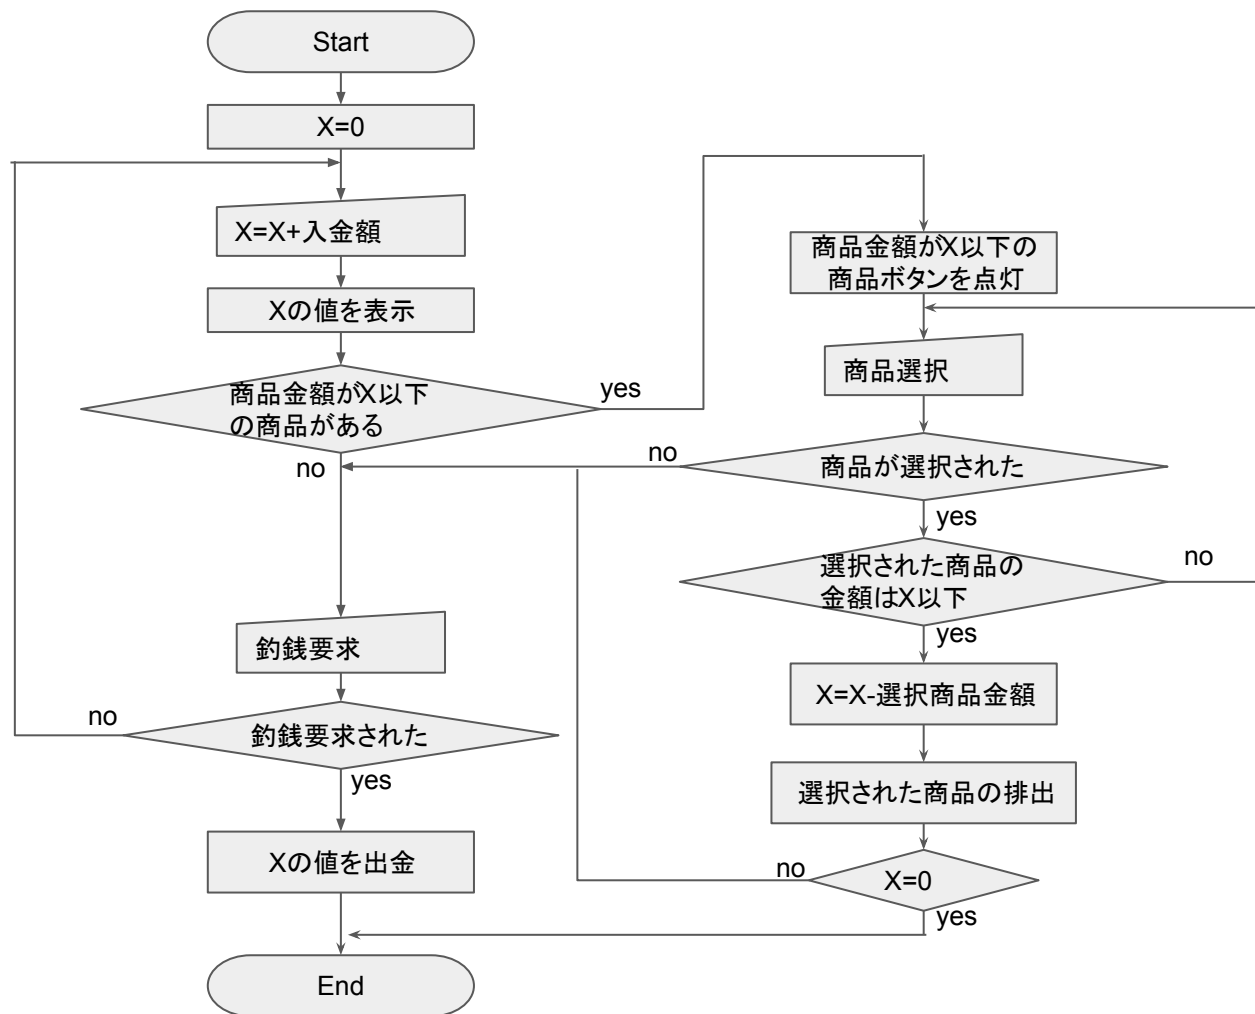 Start
X=0
X=X+入金額
Xの値を表示
商品金額がX以下
の商品がある
yes
no
釣銭要求
釣銭要求された
no
yes
Xの値を出金
End
商品金額がX以下の
商品ボタンを点灯
商品選択
商品が選択された
no
yes
選択された商品の
金額はX以下
no
yes
X=X-選択商品金額
選択された商品の排出
X=0
no
yes